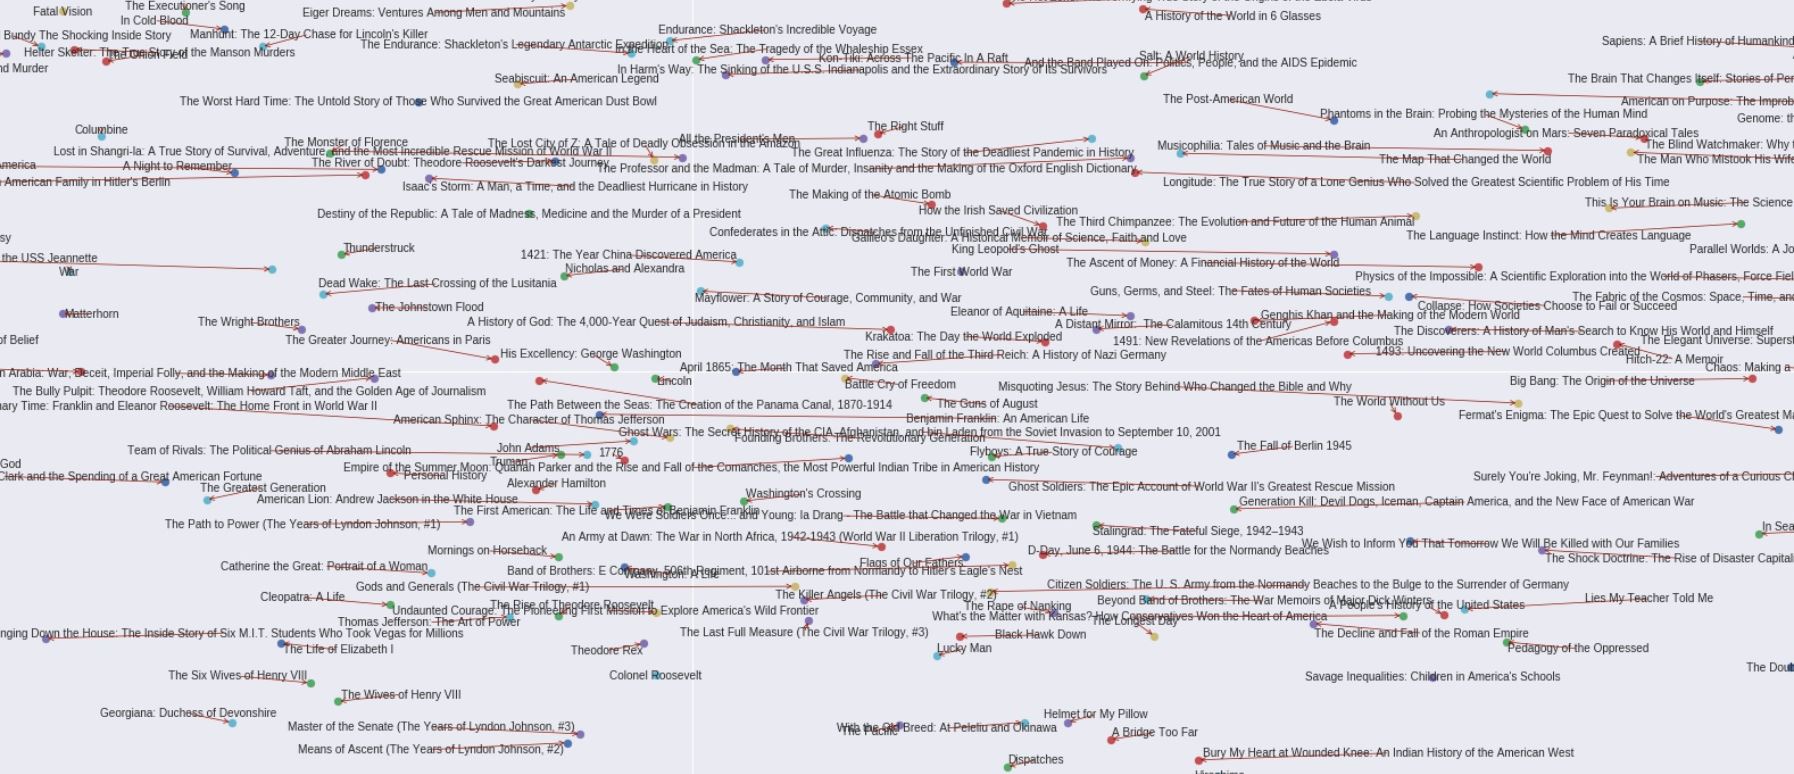 Fatal Vision
The Executioner's Song
Eiger Dreams: Ventures Among Men and Mountains
A History of the World in 6 Glasses
In Cold Blood
Bundy The Shocking Inside Story
Manhunt: The 12-Day Chase for Lincoln's Killer
Endurance: Shackleton's Incredible Voyage
The Endurance: Shackleton's Legendary Antarctic Expedition
In the Heart of the Sea: The Tragedy of the Whaleship Essex
Sapiens: A Brief History of Humankind
Helter Skelter: The True Story of the Manson Murders
The Onion Field
Kon-Tiki: Across The Pacific In A Raft
Salt: A World History
And the Band Played On: Politics, People, and the AIDS Epidemic
nd Murder
In Harm's Way: The Sinking of the U.S.S. Indianapolis and the Extraordinary Story of Its Survivors
Seabiscuit: An American Legend
The Brain That Changes Itself: Stories of Per
The Worst Hard Time: The Untold Story of Those Who Survived the Great American Dust Bowl
The Post-American World
American on Purpose: The Improb
Phantoms in the Brain: Probing the Mysteries of the Human Mind
Genome: th
Columbine
The Right Stuff
An Anthropologist on Mars: Seven Paradoxical Tales
The Monster of Florence
The Lost City of Z: A Tale of Deadly Obsession in the Amazon
All the President's Men
Musicophilia: Tales of Music and the Brain
The Blind Watchmaker: Why
Lost in Shangri-la: A True Story of Survival, Adventure, and the Most Incredible Rescue Mission of World War II
The Great Influenza: The Story of the Deadliest Pandemic in History
The Map That Changed the World
The Man Who Mistook His Wife
merica
A Night to Remember
The River of Doubt: Theodore Roosevelt's Darkest Journey
The Professor and the Madman: A Tale of Murder, Insanity and the Making of the Oxford English Dictionary
American Family in Hitler's Berlin
Isaac's Storm: A Man, a Time, and the Deadliest Hurricane in History
Longitude: The True Story of a Lone Genius Who Solved the Greatest Scientific Problem of His Time
The Making of the Atomic Bomb
This Is Your Brain on Music: The Science
Destiny of the Republic: A Tale of Madness, Medicine and the Murder of a President
How the Irish Saved Civilization
The Third Chimpanzee: The Evolution and Future of the Human Animal
Confederates in the Attic: Dispatches from the Unfinished Civil War
Galileo's Daughter: A Historical Memoir of Science, Faith and Love
The Language Instinct: How the Mind Creates Language
sy
Thunderstruck
1421: The Year China Discovered America
King Leopold's Ghost
Parallel Worlds: A Jo
the USS Jeannette
War
Nicholas and Alexandra
The First World War
The Ascent of Money: A Financial History of the World
Physics of the Impossible: A Scientific Exploration into the World of Phasers, Force Fiel
Dead Wake: The Last Crossing of the Lusitania
Mayflower: A Story of Courage, Community, and War
Guns, Germs, and Steel: The Fates of Human Societies
The Fabric of the Cosmos: Space, Time, and
Collapse: How Societies Choose to Fail or Succeed
Matterhorn
The Johnstown Flood
Eleanor of Aquitaine: A Life
Genghis Khan and the Making of the Modern World
The Wright Brothers
A History of God: The 4,000-Year Quest of Judaism, Christianity, and Islam
A Distant Mirror: The Calamitous 14th Century
The Discoverers: A History of Man's Search to Know His World and Himself
of Belief
The Greater Journey: Americans in Paris
Krakatoa: The Day the World Exploded
1491: New Revelations of the Americas Before Columbus
The Elegant Universe: Superst
His Excellency: George Washington
The Rise and Fall of the Third Reich: A History of Nazi Germany
1493: Uncovering the New World Columbus Created
Hitch-22: A Memoir
n Arabia: War, Deceit, Imperial Folly, and the Making of the Modern Middle East
April 1865: The Month That Saved America
Chaos: Making a
Lincoln
Battle Cry of Freedom
Misquoting Jesus: The Story Behind Who Changed the Bible and Why
Big Bang: The Origin of the Universe
The Bully Pulpit: Theodore Roosevelt, William Howard Taft, and the Golden Age of Journalism
ary Time: Franklin and Eleanor Roosevelt: The Home Front in World War II
The Path Between the Seas: The Creation of the Panama Canal, 1870-1914
The Guns of August
The World Without Us
American Sphinx: The Character of Thomas Jefferson
Benjamin Franklin: An American Life
Fermat's Enigma: The Epic Quest to Solve the World's Greatest Ma
Ghost Wars: The Secret History of the CIA, Afghanistan, and bin Laden from the Soviet Invasion to September 10, 2001
Founding Brothers: The Revolutionary Generation
Team of Rivals: The Political Genius of Abraham Lincoln
John Adams
1776
Flyboys: A True Story of Courage
The Fall of Berlin 1945
God
Truman
Empire of the Summer Moon: Quanah Parker and the Rise and Fall of the Comanches, the Most Powerful Indian Tribe in American History
Clark and the Spending of a Great American Fortune
Personal History
Surely You're Joking, Mr. Feynman!: Adventures of a Curious C
The Greatest Generation
Alexander Hamilton
Ghost Soldiers: The Epic Account of World War II's Greatest Rescue Mission
American Lion: Andrew Jackson in the White House
Washington's Crossing
Generation Kill: Devil Dogs, Iceman, Captain America, and the New Face of American War
The First American: The Life and Times of Benjamin Franklin
We Were Soldiers Once... and Young: Ia Drang - The Battle that Changed the War in Vietnam
The Path to Power (The Years of Lyndon Johnson, #1)
Stalingrad: The Fateful Siege, 1942–1943
In Sea
An Army at Dawn: The War in North Africa, 1942-1943 (World War II Liberation Trilogy, #1)
We Wish to Inform You That Tomorrow We Will Be Killed with Our Families
Mornings on Horseback
D-Day, June 6, 1944: The Battle for the Normandy Beaches
The Shock Doctrine: The Rise of Disaster Capitali
Catherine the Great: Portrait of a Woman
Flags of Our Fathers
Band of Brothers: E Company, 506th Regiment, 101st Airborne from Normandy to Hitler's Eagle's Nest
Washington: A Life
Gods and Generals (The Civil War Trilogy, #1)
Citizen Soldiers: The U. S. Army from the Normandy Beaches to the Bulge to the Surrender of Germany
Cleopatra: A Life
The Killer Angels (The Civil War Trilogy, #2)
Beyond Band of Brothers: The War Memoirs of Major Dick Winters
Lies My Teacher Told Me
The Rise of Theodore Roosevelt
The Rape of Nanking
A People's History of the United States
Undaunted Courage: The Pioneering First Mission to Explore America's Wild Frontier
What's the Matter with Kansas? How Conservatives Won the Heart of America
Thomas Jefferson: The Art of Power
The Longest Day
nging Down the House: The Inside Story of Six M.I.T. Students Who Took Vegas for Millions
The Last Full Measure (The Civil War Trilogy, #3)
Black Hawk Down
The Decline and Fall of the Roman Empire
The Life of Elizabeth I
Theodore Rex
Lucky Man
Pedagogy of the Oppressed
The Dou
The Six Wives of Henry VIII
Colonel Roosevelt
Savage Inequalities: Children in America's Schools
The Wives of Henry VIII
Georgiana: Duchess of Devonshire
Helmet for My Pillow
Master of the Senate (The Years of Lyndon Johnson, #3)
With the Old Breed: At Peleliu and Okinawa
The Pacific
A Bridge Too Far
Means of Ascent (The Years of Lyndon Johnson, #2)
Bury My Heart at Wounded Knee: An Indian History of the American West
Dispatches